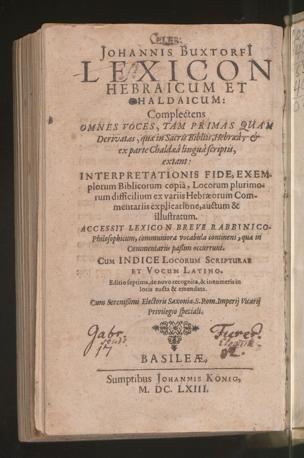 Celeb.
JOHANNIS BUXTORFI
LEXICON
HEBRAICUM ET
CHALDAICUM:
Complectens
OMNES VOCES, TAM PRIMAS QUAM
Derivatas, quæ in Sacris Bibliis, Hebræâ, &
ex parte Chaldæâ linguâ scriptis,
extant:
INTERPRETATIONIS FIDE, EXEM-
plorum Biblicorum copiâ, Locorum plurimo-
rum difficilium ex variis Hebræorum Com-
mentariis explicatione, auctum &
illustratum.
ACCESSIT LEXICON BREVE RABBINICO-
Philosophicum, communiora vocabula continens, quæ in
Commentariis passim occurrunt.
CUM INDICE LOCORUM SCRIPTURAE
ET VOCUM LATINO.
Editio septima, de novo recognita, & innumeris in
locis aucta & emendata.
Cum Serenissimi Electoris Saxoniæ. S. Rom. Imperij Vicarij
Privilegio speciali.
Gabr.
17
BASILEÆ,
Sumptibus JOHANNIS KÖNIG,
M. DC. LXIII.